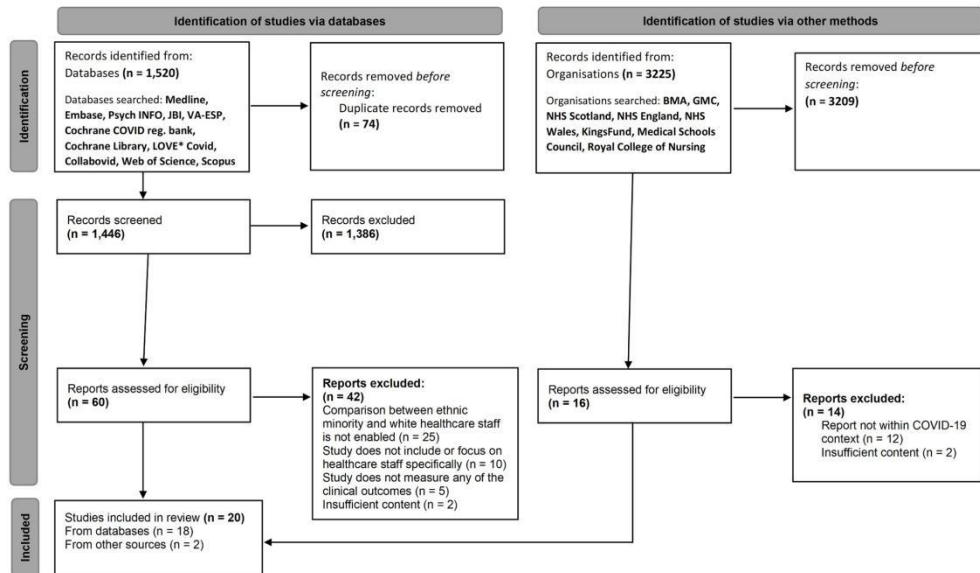 Identification of studies via databases
Identification of studies via other methods
Identification
Records identified from:
Databases (n = 1,520)
Databases searched: Medline,
Embase, Psych INFO, JBI, VA-ESP,
Cochrane COVID reg. bank,
Cochrane Library, LOVE* Covid,
Collabovid, Web of Science, Scopus
Records removed before
screening:
Duplicate records removed
(n = 74)
Records identified from:
Organisations (n = 3225)
Organisations searched: BMA, GMC,
NHS Scotland, NHS England, NHS
Wales, KingsFund, Medical Schools
Council, Royal College of Nursing
Records removed before
screening:
(n = 3209)
Screening
Records screened
(n = 1,446)
Records excluded
(n = 1,386)
Reports assessed for eligibility
(n = 60)
Reports excluded:
(n = 42)
Comparison between ethnic
minority and white healthcare staff
is not enabled (n = 25)
Study does not include or focus on
healthcare staff specifically (n = 10)
Study does not measure any of the
clinical outcomes (n = 5)
Insufficient content (n = 2)
Reports assessed for eligibility
(n = 16)
Reports excluded:
(n = 14)
Report not within COVID-19
context (n = 12)
Insufficient content (n = 2)
Included
Studies included in review (n = 20)
From databases (n = 18)
From other sources (n = 2)